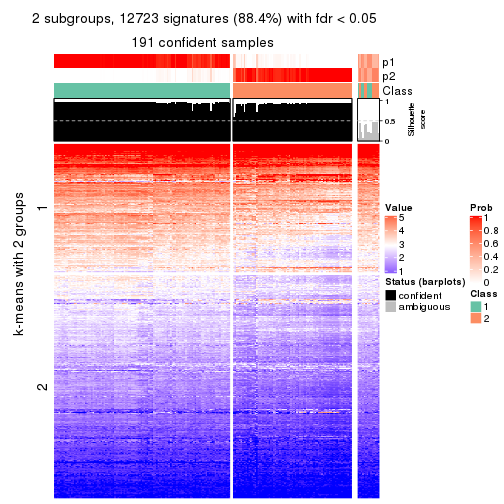 2 subgroups, 12723 signatures (88.4%) with fdr < 0.05
191 confident samples
p1
p2
Class
1
0.5
0
Silhouette
score
k-means with 2 groups
1
2
Value
5
4
3
2
1
Status (barplots)
confident
ambiguous
Prob
1
0.8
0.6
0.4
0.2
0
Class
1
2